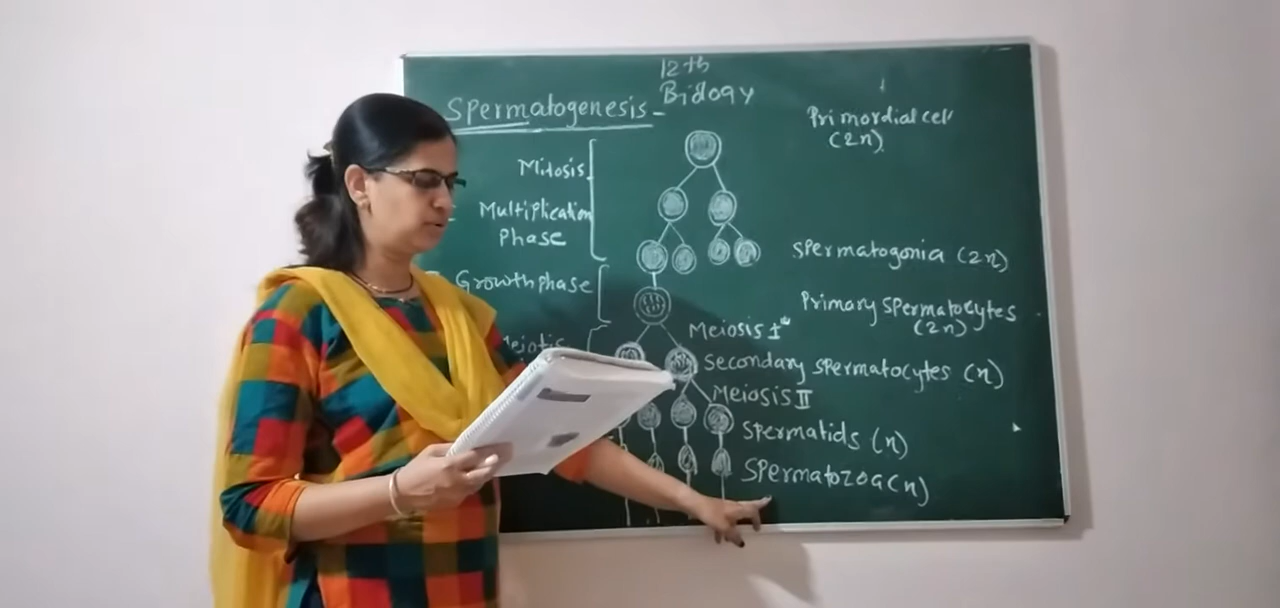 12th
Biology
Spermatogenesis -
Primordial cell
(2n)
Mitosis
Multiplication
Phase
Spermatogonia (2n)
Growth phase
Primary Spermatocytes
(2n)
Meiosis I
Secondary Spermatocytes (n)
Meiosis II
Spermatids (n)
Spermatozoa (n)